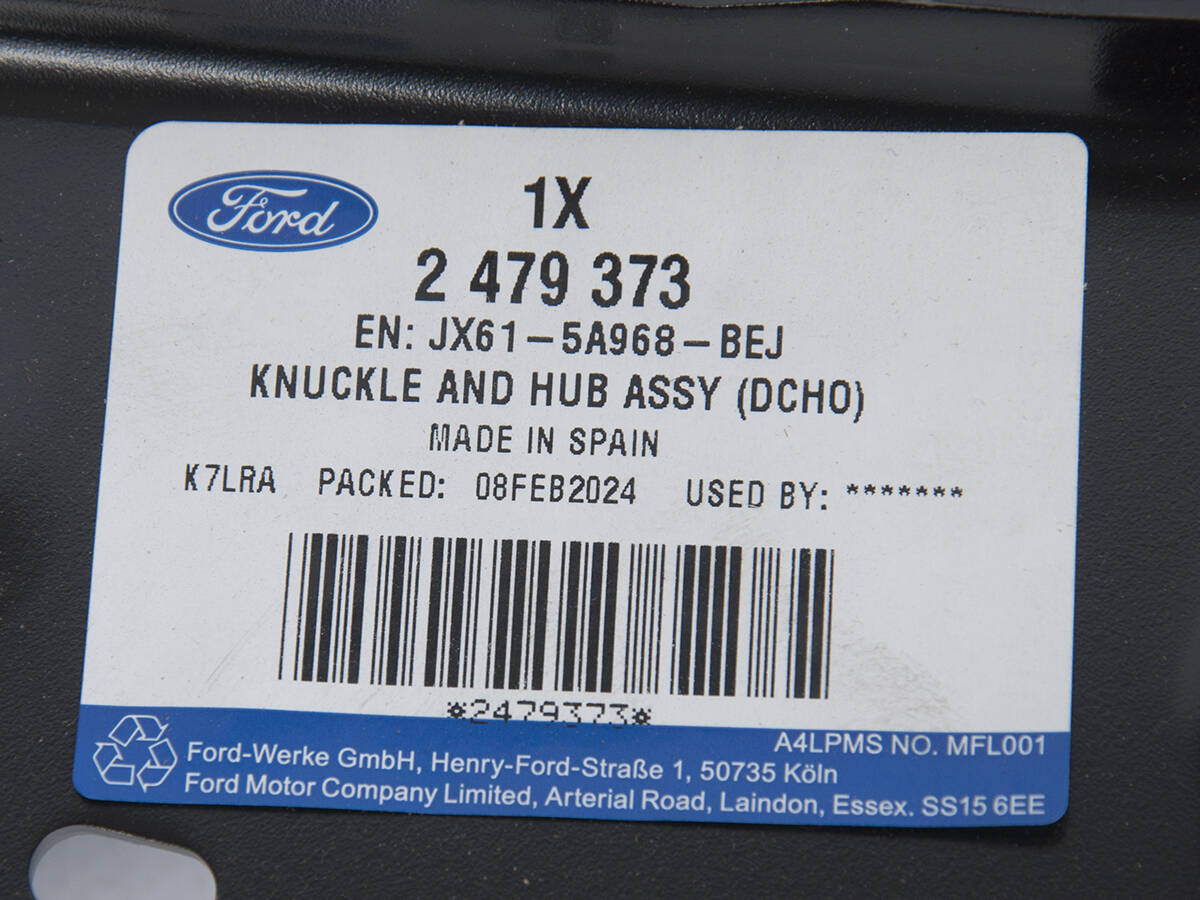 Ford
1X
2 479 373
EN: JX61-5A968-BEJ
KNUCKLE AND HUB ASSY (DCHO)
MADE IN SPAIN
K7LRA PACKED: 08FEB2024 USED BY: *******
*2479373*
A4LPMS NO. MFL001
Ford-Werke GmbH, Henry-Ford-Straße 1, 50735 Köln
Ford Motor Company Limited, Arterial Road, Laindon, Essex. SS15 6EE